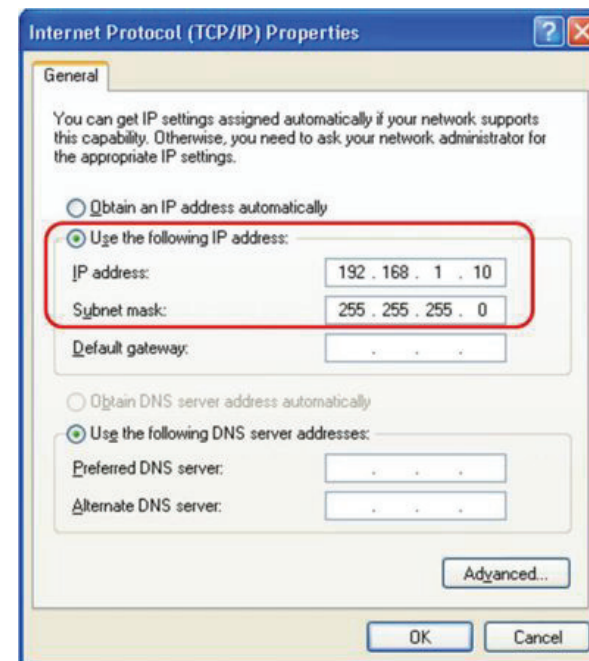 Internet Protocol (TCP/IP) Properties
General
You can get IP settings assigned automatically if your network supports
this capability. Otherwise, you need to ask your network administrator for
the appropriate IP settings.
Obtain an IP address automatically
Use the following IP address:
IP address: 192 . 168 . 1 . 10
Subnet mask: 255 . 255 . 255 . 0
Default gateway: . . .
Obtain DNS server address automatically
Use the following DNS server addresses:
Preferred DNS server: . . .
Alternate DNS server: . . .
Advanced...
OK Cancel